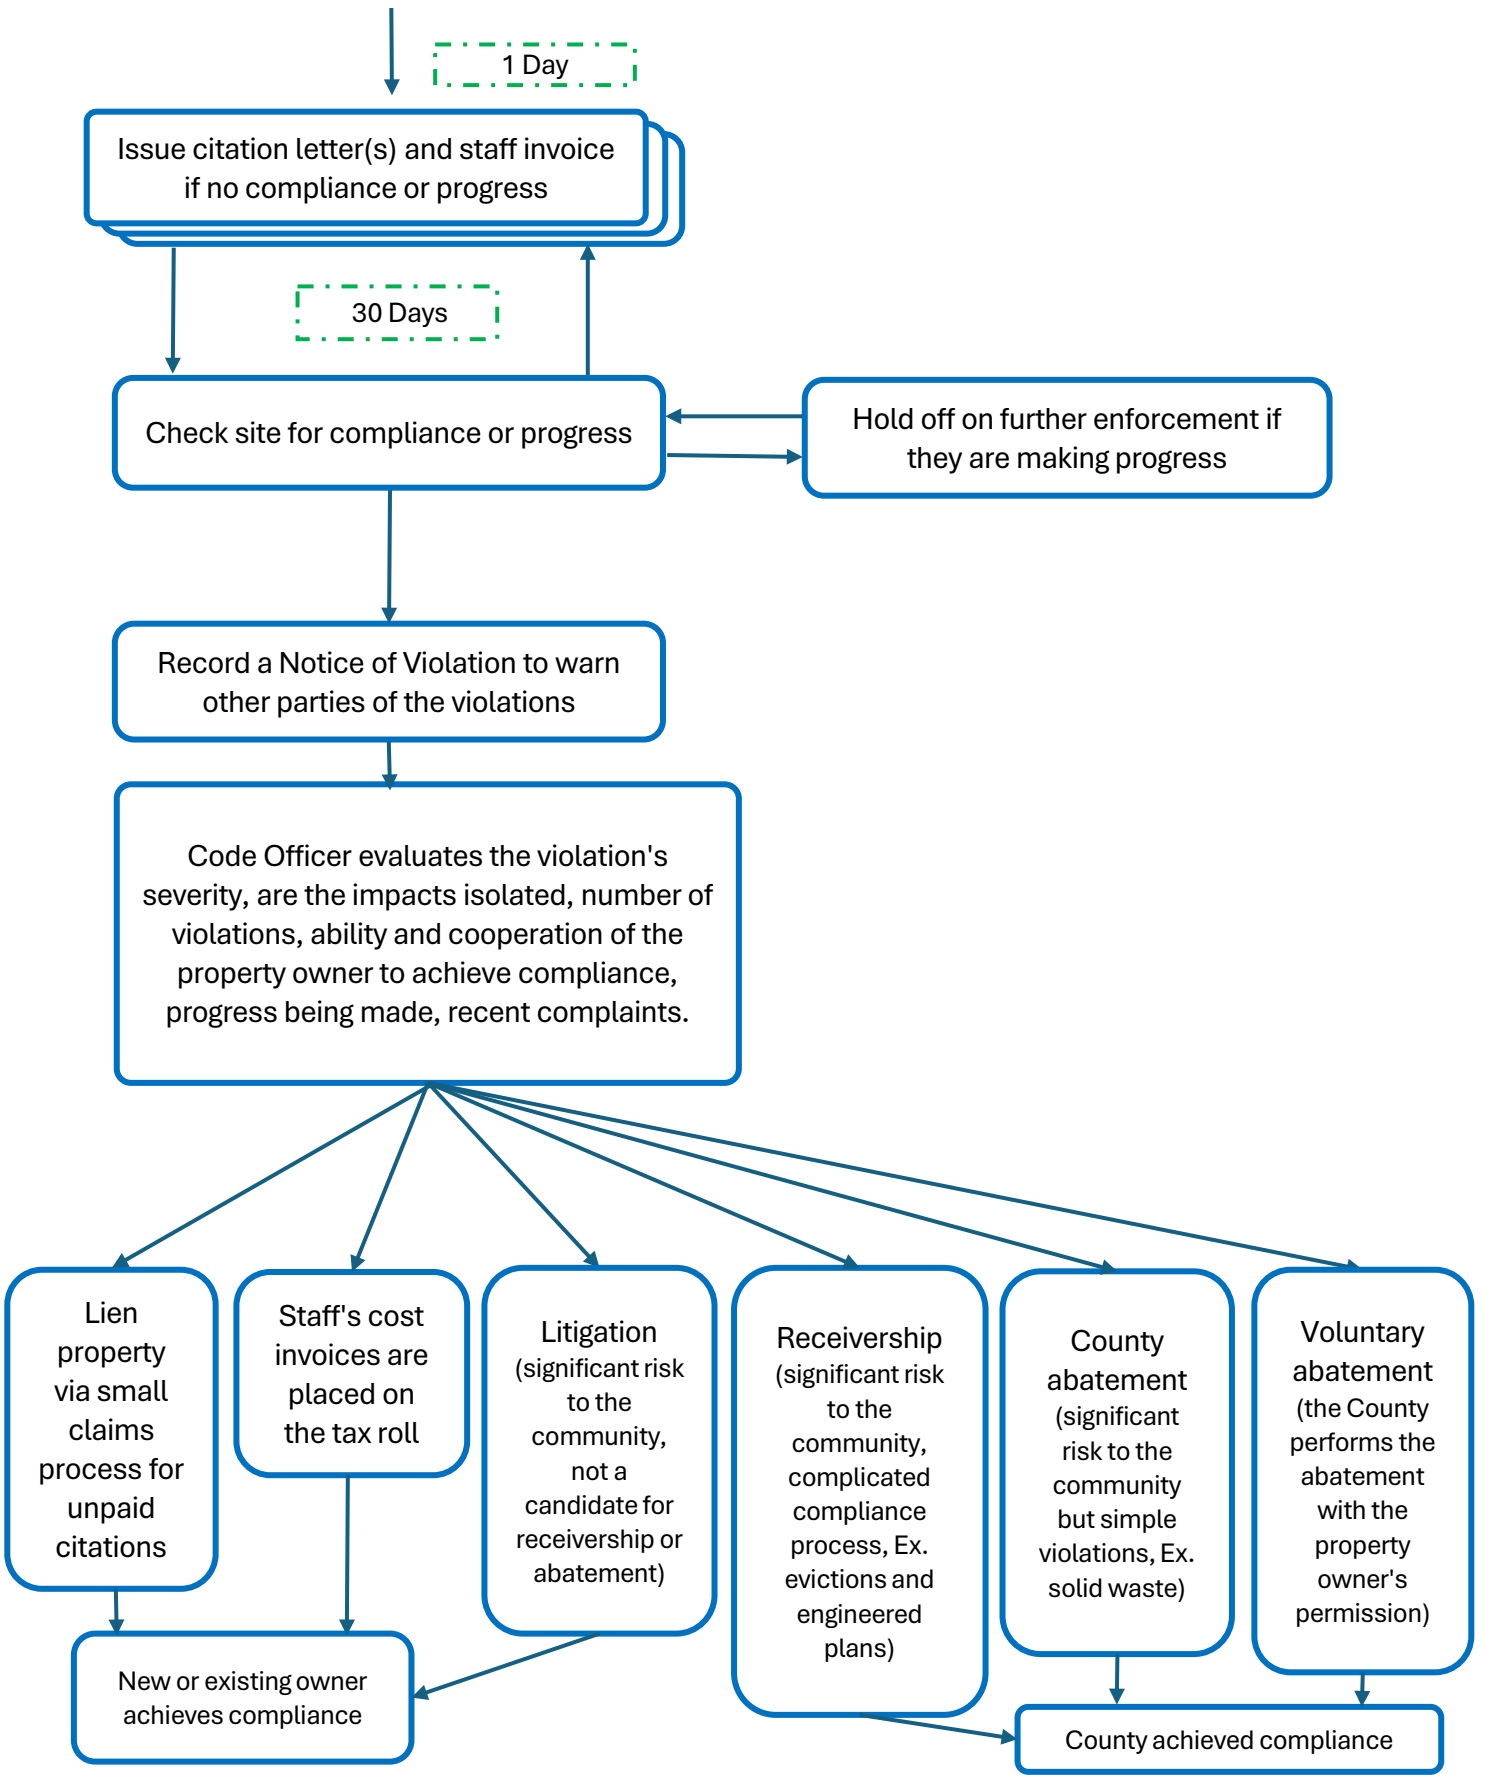 1 Day
Issue citation letter(s) and staff invoice
if no compliance or progress
30 Days
Check site for compliance or progress
Hold off on further enforcement if
they are making progress
Record a Notice of Violation to warn
other parties of the violations
Code Officer evaluates the violation's
severity, are the impacts isolated, number of
violations, ability and cooperation of the
property owner to achieve compliance,
progress being made, recent complaints.
Lien
property
via small
claims
process for
unpaid
citations
Staff's cost
invoices are
placed on
the tax roll
Litigation
(significant risk
to the
community,
not a
candidate for
receivership or
abatement)
Receivership
(significant risk
to the
community,
complicated
compliance
process, Ex.
evictions and
engineered
plans)
County
abatement
(significant
risk to the
community
but simple
violations, Ex.
solid waste)
Voluntary
abatement
(the County
performs the
abatement
with the
property
owner's
permission)
New or existing owner
achieves compliance
County achieved compliance